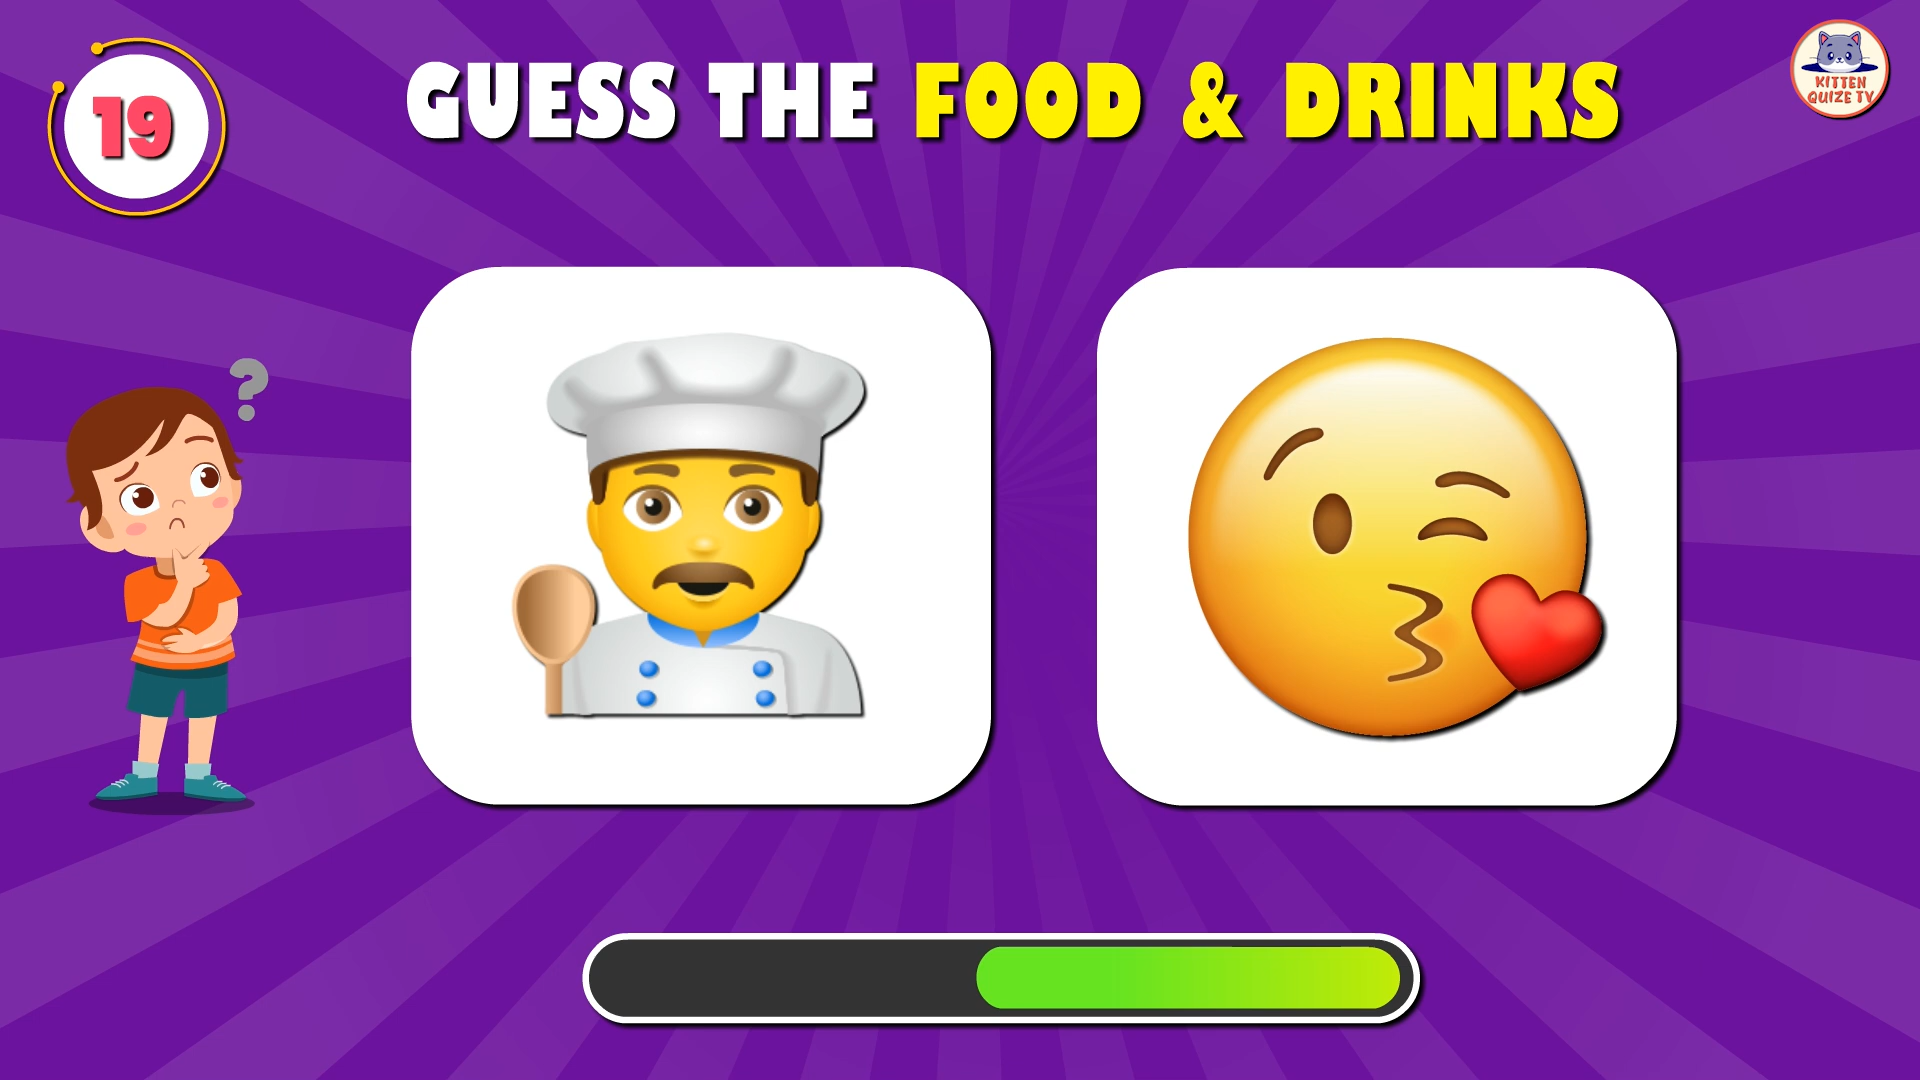 19
GUESS THE FOOD & DRINKS
KITTEN
QUIZE TV
?